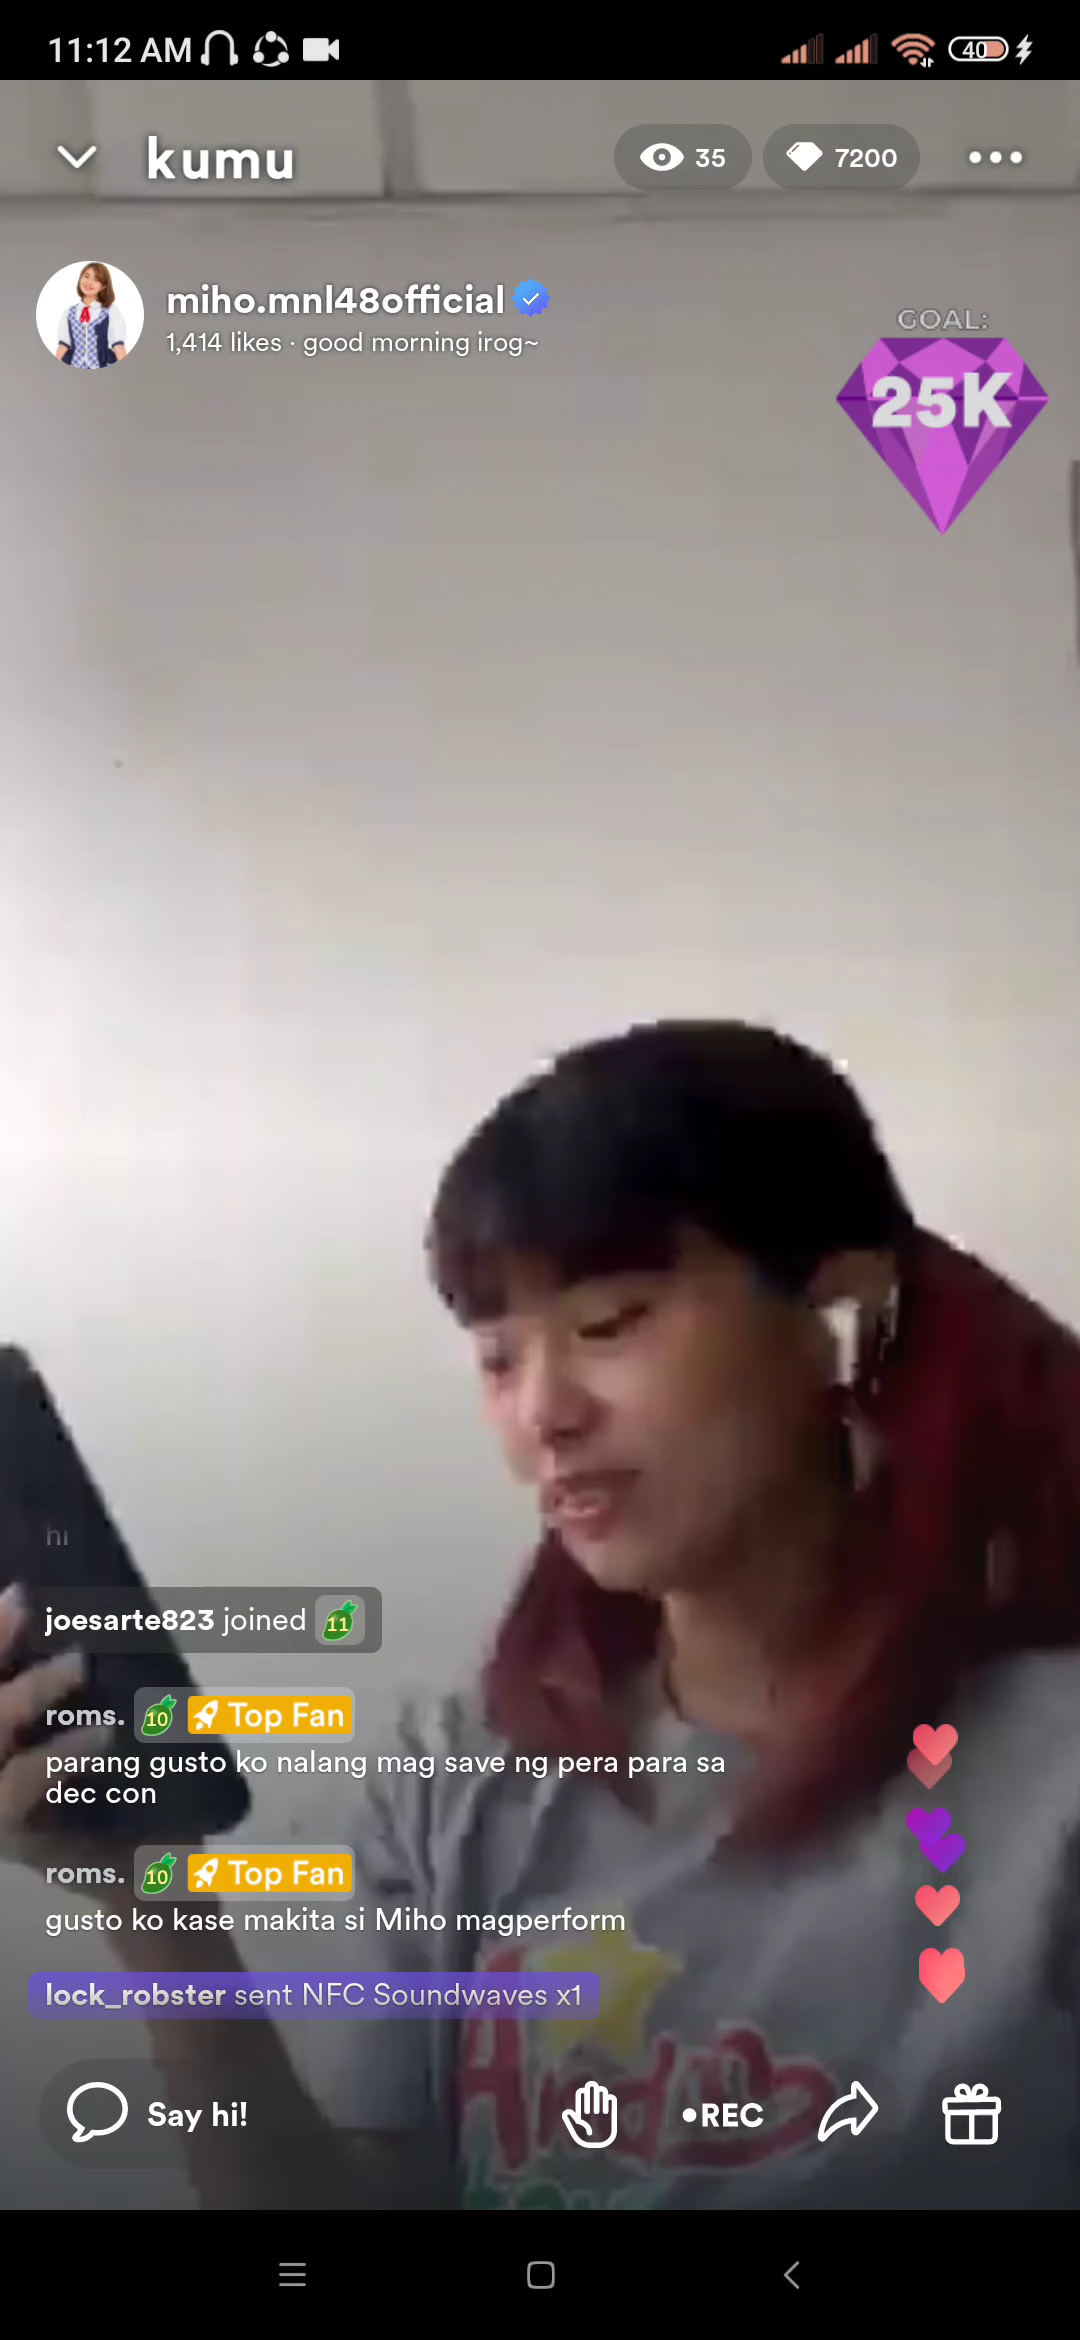 11:12 AM
40
kumu
35
7200
miho.mnl48official
1,414 likes · good morning irog~
GOAL:
25K
hi
joesarte823 joined 11
roms. 10 Top Fan
parang gusto ko nalang mag save ng pera para sa
dec con
roms. 10 Top Fan
gusto ko kase makita si Miho magperform
lock_robster sent NFC Soundwaves x1
Say hi!
•REC